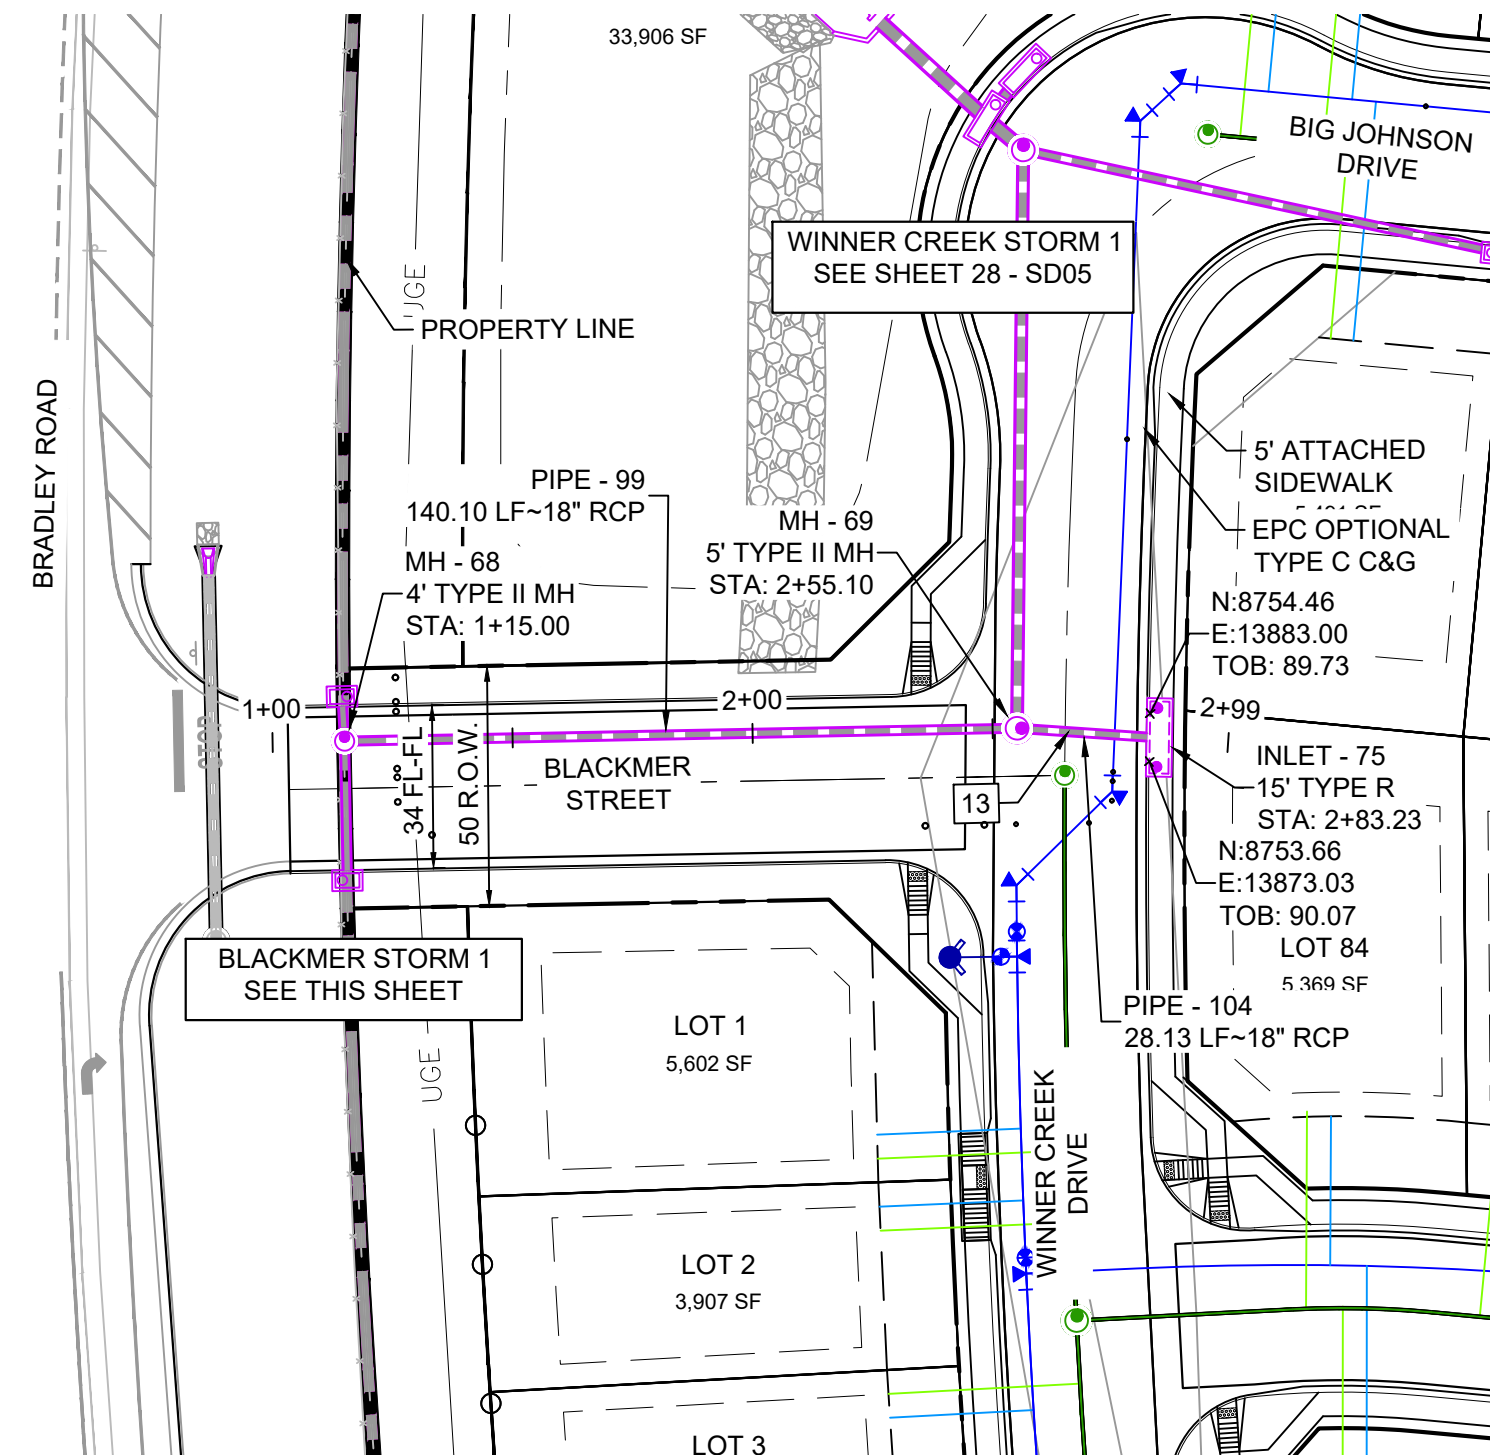 33,906 SF
BIG JOHNSON
DRIVE
WINNER CREEK STORM 1
SEE SHEET 28 - SD05
UGE
PROPERTY LINE
BRADLEY ROAD
5' ATTACHED
SIDEWALK
PIPE - 99
140.10 LF~18" RCP
MH - 69
5' TYPE II MH
STA: 2+55.10
EPC OPTIONAL
TYPE C C&G
MH - 68
4' TYPE II MH
STA: 1+15.00
N:8754.46
E:13883.00
TOB: 89.73
1+00
2+00
2+99
STOP
34 FL-FL
50 R.O.W.
BLACKMER
STREET
13
INLET - 75
15' TYPE R
STA: 2+83.23
N:8753.66
E:13873.03
TOB: 90.07
LOT 84
5,369 SF
BLACKMER STORM 1
SEE THIS SHEET
PIPE - 104
28.13 LF~18" RCP
LOT 1
5,602 SF
UGE
WINNER CREEK
DRIVE
LOT 2
3,907 SF
LOT 3